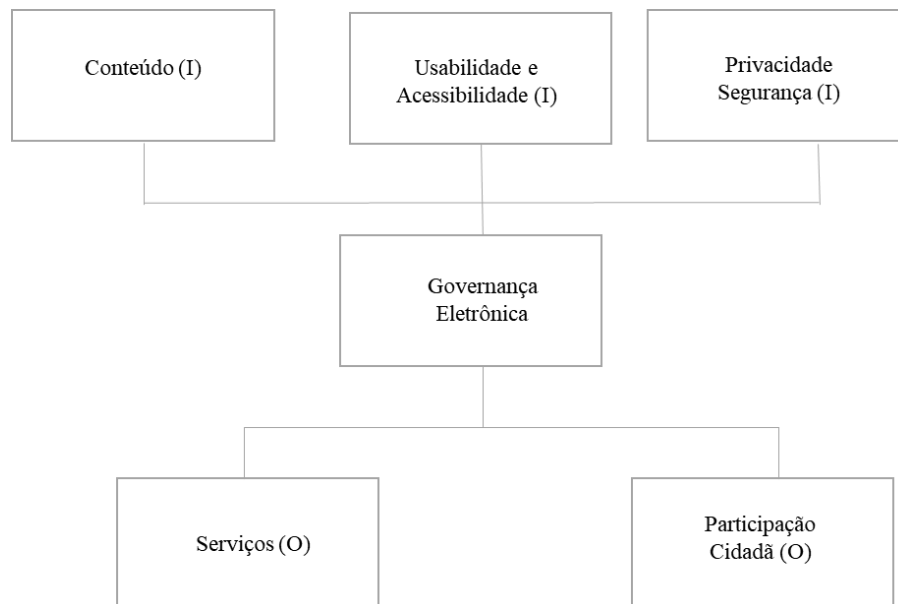 Conteúdo (I)
Usabilidade e
Acessibilidade (I)
Privacidade
Segurança (I)
Governança
Eletrônica
Serviços (O)
Participação
Cidadã (O)